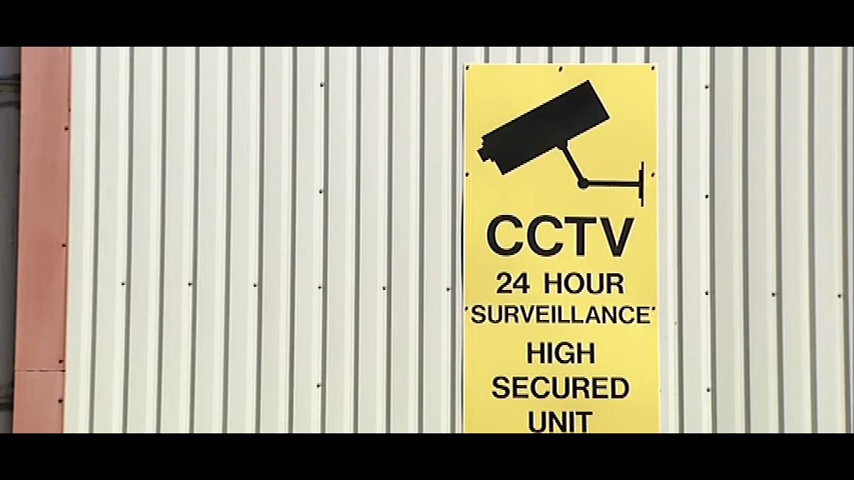 CCTV
24 HOUR
SURVEILLANCE
HIGH
SECURED
UNIT